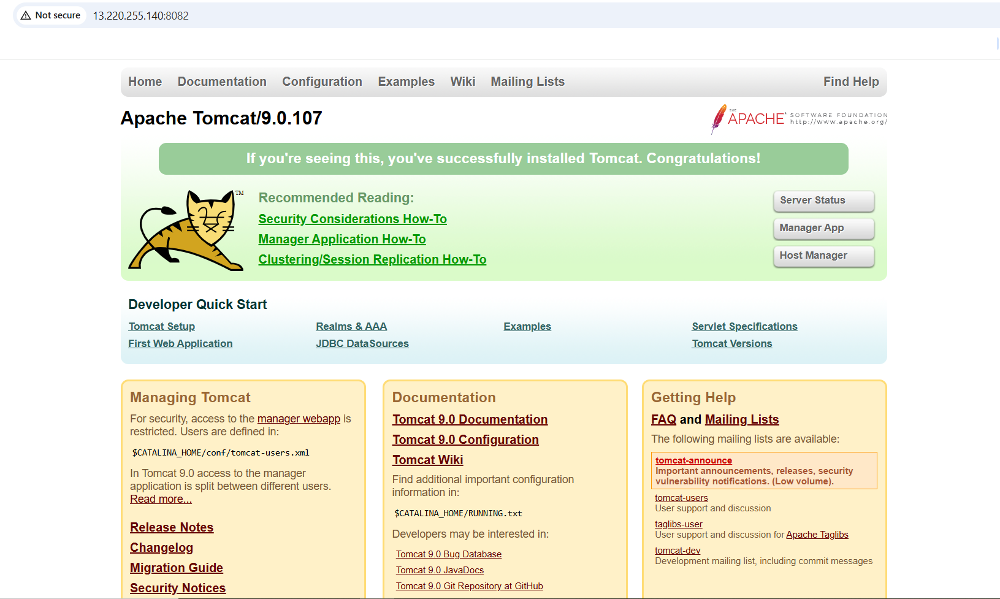 Not secure 13.220.255.140:8082
Home Documentation Configuration Examples Wiki Mailing Lists Find Help
Apache Tomcat/9.0.107
THE APACHE SOFTWARE FOUNDATION
http://www.apache.org/
If you're seeing this, you've successfully installed Tomcat. Congratulations!
TM
Recommended Reading:
Security Considerations How-To
Manager Application How-To
Clustering/Session Replication How-To
Server Status
Manager App
Host Manager
Developer Quick Start
Tomcat Setup
First Web Application
Realms & AAA
JDBC DataSources
Examples
Servlet Specifications
Tomcat Versions
Managing Tomcat
For security, access to the manager webapp is
restricted. Users are defined in:
$CATALINA_HOME/conf/tomcat-users.xml
In Tomcat 9.0 access to the manager
application is split between different users.
Read more...
Release Notes
Changelog
Migration Guide
Security Notices
Documentation
Tomcat 9.0 Documentation
Tomcat 9.0 Configuration
Tomcat Wiki
Find additional important configuration
information in:
$CATALINA_HOME/RUNNING.txt
Developers may be interested in:
Tomcat 9.0 Bug Database
Tomcat 9.0 JavaDocs
Tomcat 9.0 Git Repository at GitHub
Getting Help
FAQ and Mailing Lists
The following mailing lists are available:
tomcat-announce
Important announcements, releases, security
vulnerability notifications. (Low volume).
tomcat-users
User support and discussion
taglibs-user
User support and discussion for Apache Taglibs
tomcat-dev
Development mailing list, including commit messages